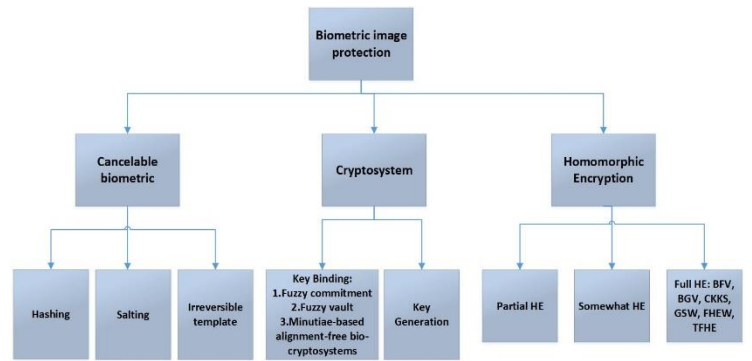 Biometric image
protection
Cancelable
biometric
Cryptosystem
Homomorphic
Encryption
Hashing
Salting
Irreversible
template
Key Binding:
1.Fuzzy commitment
2.Fuzzy vault
3.Minutiae-based
alignment-free bio-
cryptosystems
Key
Generation
Partial HE
Somewhat HE
Full HE: BFV,
BGV, CKKS,
GSW, FHEW,
TFHE